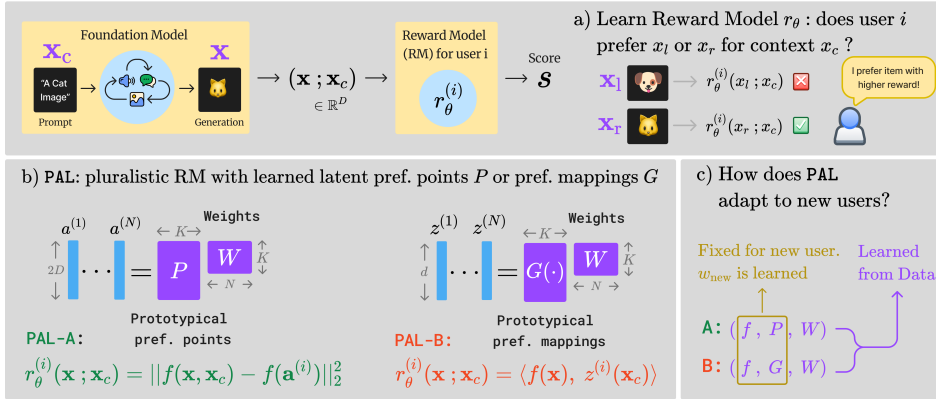 Foundation Model
x_c
x
"A Cat Image"
Prompt
Generation
(x ; x_c)
∈ ℝ^D
Reward Model
(RM) for user i
r_θ^{(i)}
Score
s
a) Learn Reward Model r_θ : does user i
prefer x_l or x_r for context x_c ?
x_l
r_θ^{(i)}(x_l ; x_c)
x_r
r_θ^{(i)}(x_r ; x_c)
I prefer item with
higher reward!
b) PAL: pluralistic RM with learned latent pref. points P or pref. mappings G
a^{(1)} a^{(N)}
2D
· · · =
K
P
Weights
W
K
N
Prototypical
pref. points
PAL-A:
r_θ^{(i)}(x ; x_c) = ||f(x, x_c) − f(a^{(i)})||_2^2
z^{(1)} z^{(N)}
d
· · · =
K
G(·)
Weights
W
K
N
Prototypical
pref. mappings
PAL-B:
r_θ^{(i)}(x ; x_c) = ⟨f(x), z^{(i)}(x_c)⟩
c) How does PAL
adapt to new users?
Fixed for new user.
w_new is learned
Learned
from Data
A: ( f , P , W)
B: ( f , G , W)